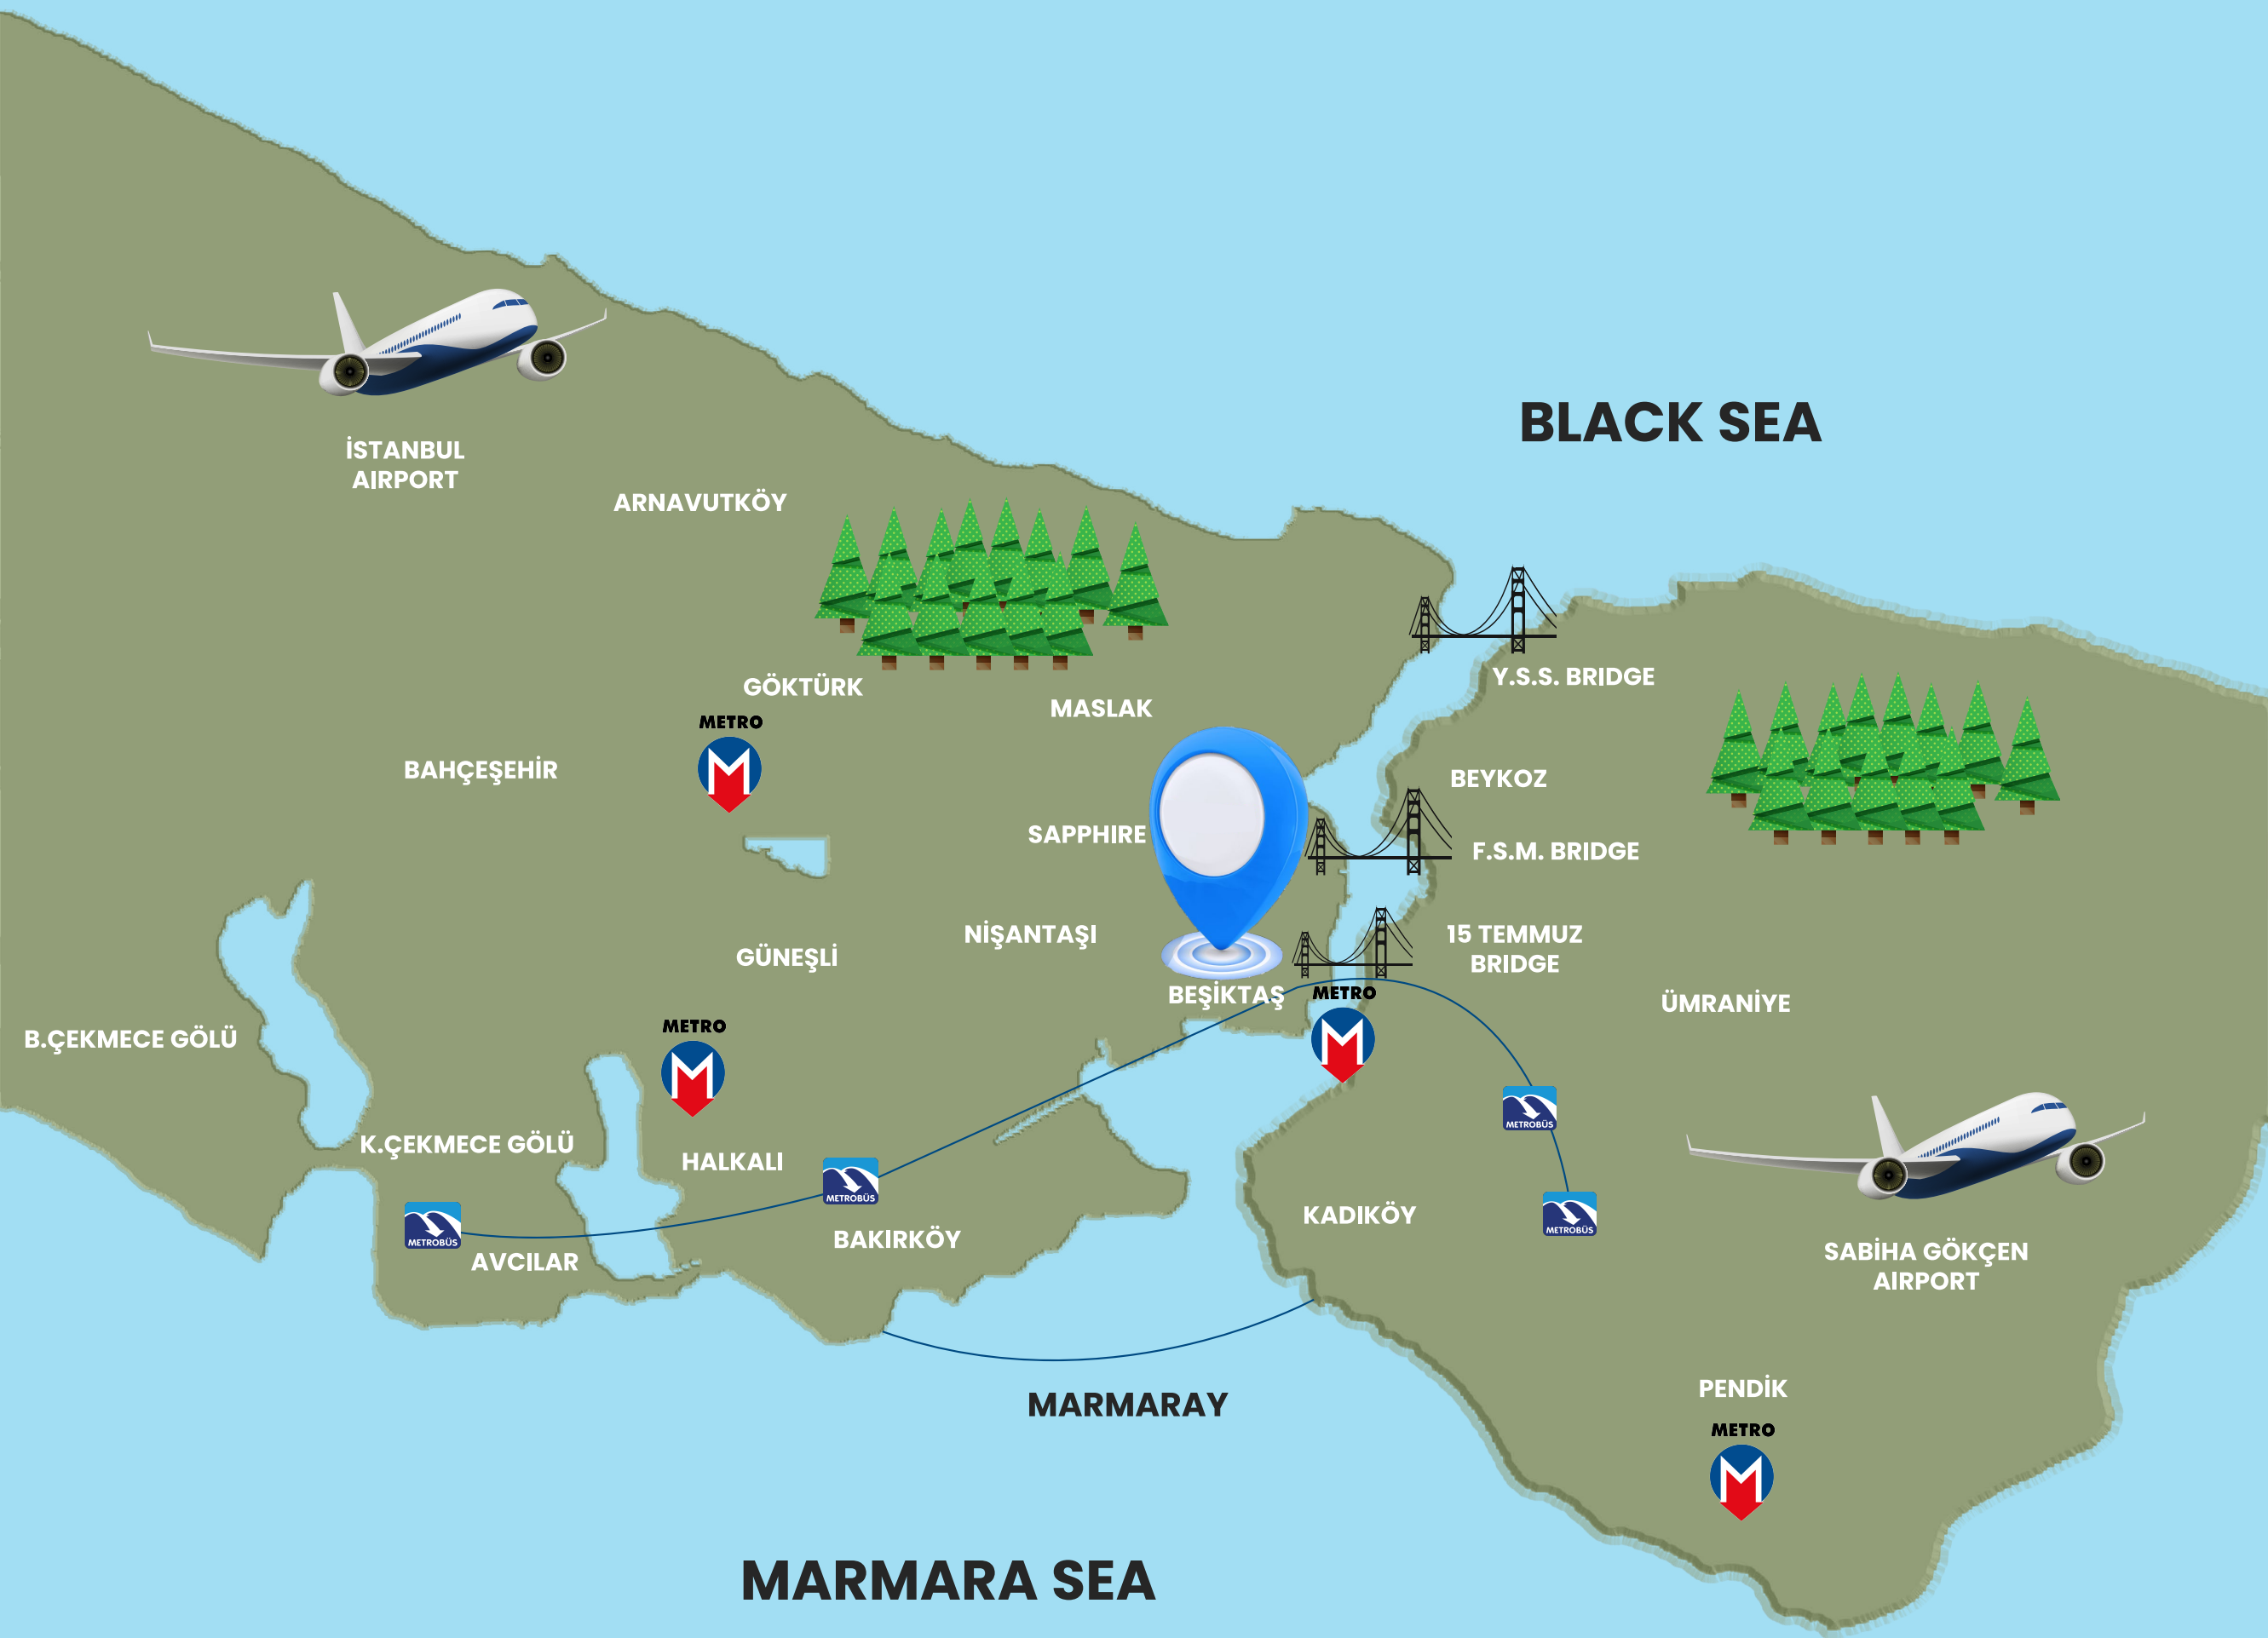 BLACK SEA
İSTANBUL
AIRPORT
ARNAVUTKÖY
Y.S.S. BRIDGE
GÖKTÜRK
MASLAK
METRO
BAHÇEŞEHİR
BEYKOZ
SAPPHIRE
F.S.M. BRIDGE
NİŞANTAŞI
15 TEMMUZ
BRIDGE
GÜNEŞLİ
BEŞİKTAŞ
METRO
ÜMRANİYE
METRO
B.ÇEKMECE GÖLÜ
METROBÜS
K.ÇEKMECE GÖLÜ
HALKALI
METROBÜS
KADIKÖY
METROBÜS
BAKIRKÖY
METROBÜS
AVCILAR
SABİHA GÖKÇEN
AIRPORT
PENDİK
MARMARAY
METRO
MARMARA SEA